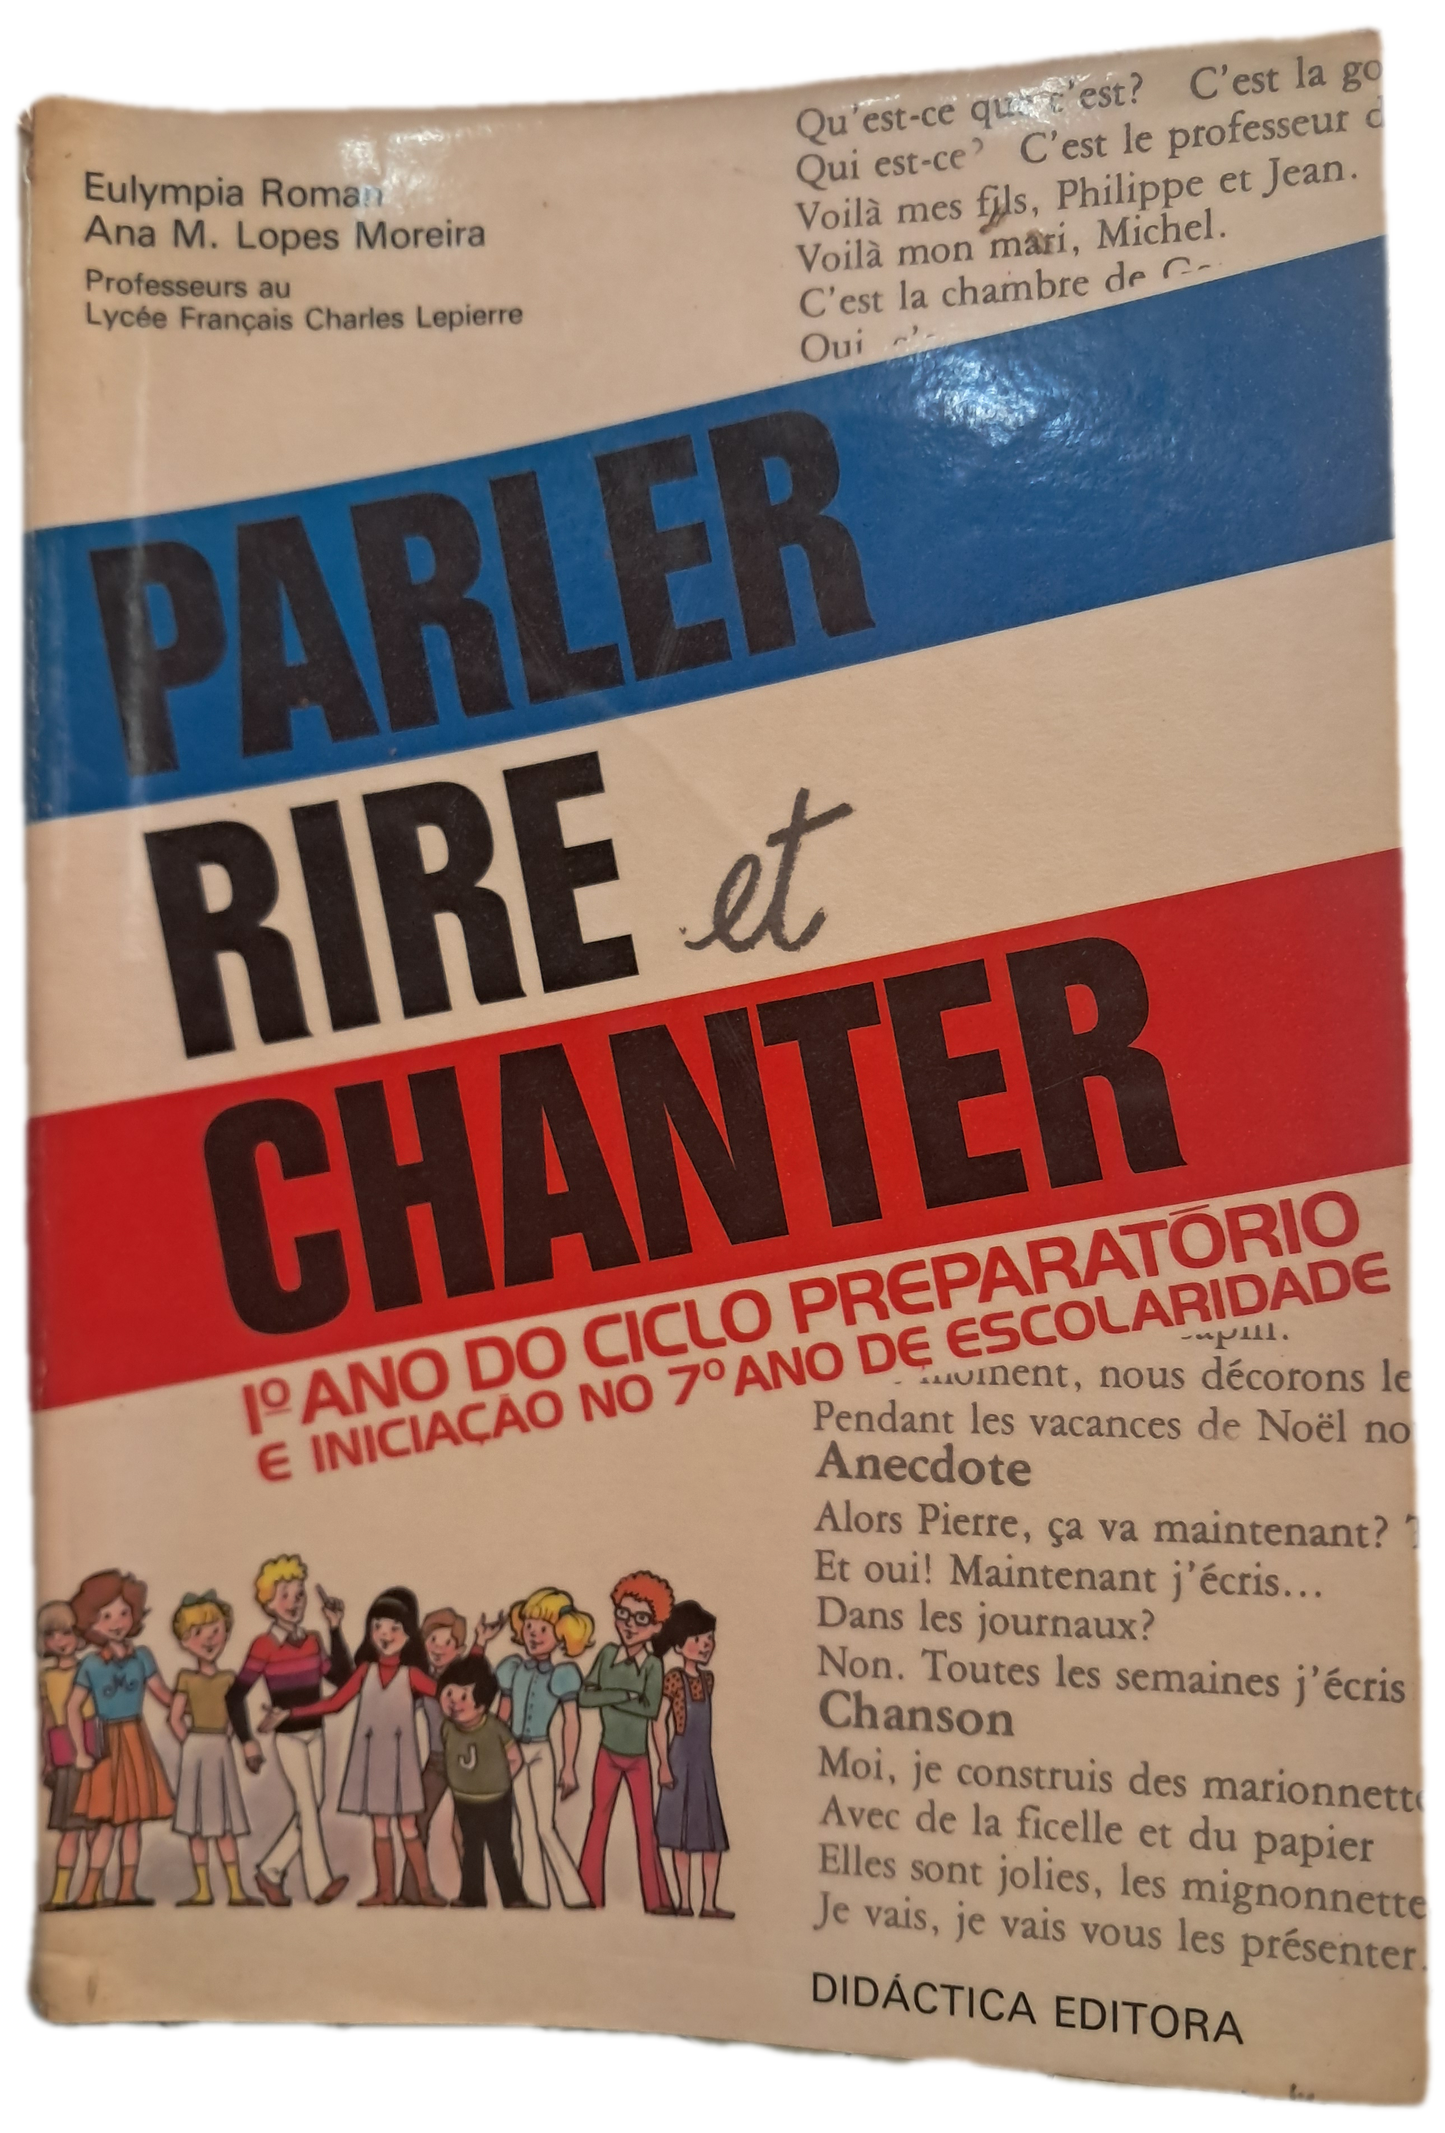 Eulympia Roman
Ana M. Lopes Moreira
Professeurs au
Lycée Français Charles Lepierre
Qu'est-ce que c'est? C'est la go
Qui est-ce? C'est le professeur d
Voilà mes fils, Philippe et Jean.
Voilà mon mari, Michel.
C'est la chambre de
Oui
PARLER
RIRE et
CHANTER
1º ANO DO CICLO PREPARATÓRIO
E INICIAÇÃO NO 7º ANO DE ESCOLARIDADE
moment, nous décorons le
Pendant les vacances de Noël no
Anecdote
Alors Pierre, ça va maintenant?
Et oui! Maintenant j'écris...
Dans les journaux?
Non. Toutes les semaines j'écris
Chanson
Moi, je construis des marionnette
Avec de la ficelle et du papier
Elles sont jolies, les mignonnette
Je vais, je vais vous les présenter.
M
J
DIDÁCTICA EDITORA